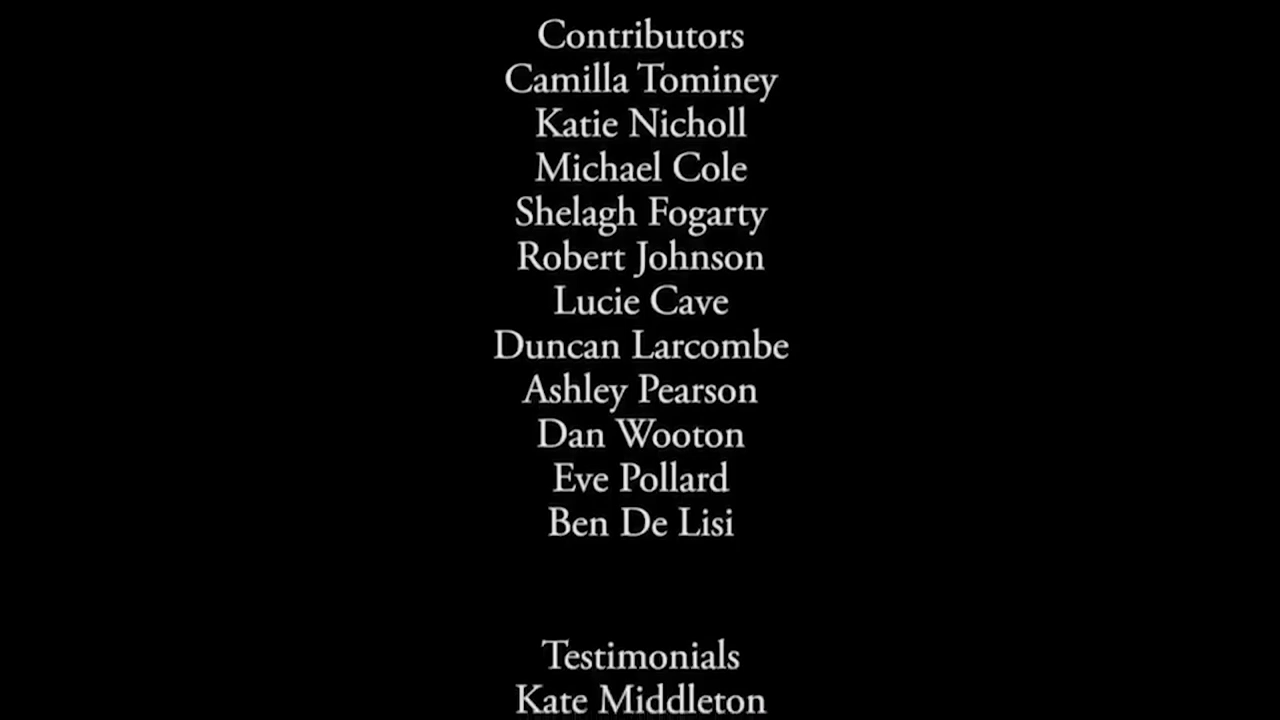 Contributors
Camilla Tominey
Katie Nicholl
Michael Cole
Shelagh Fogarty
Robert Johnson
Lucie Cave
Duncan Larcombe
Ashley Pearson
Dan Wooton
Eve Pollard
Ben De Lisi
Testimonials
Kate Middleton